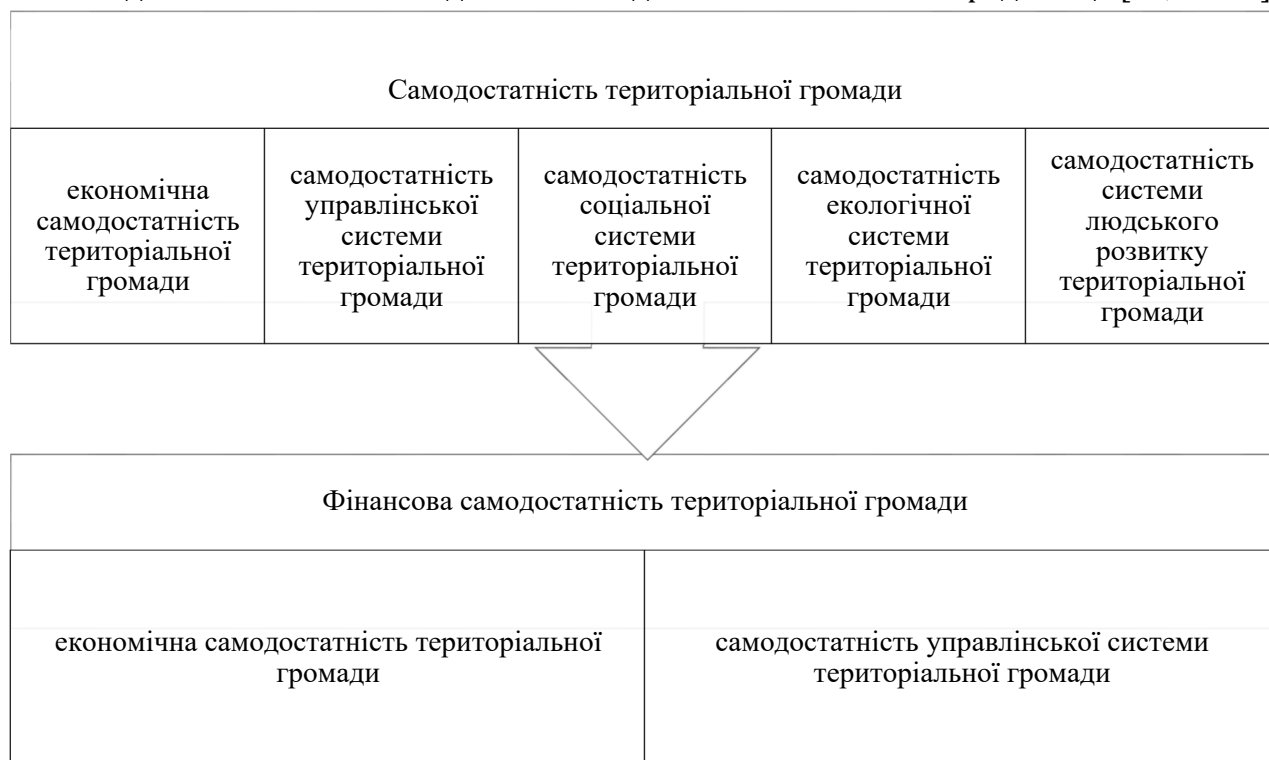 Самодостатність територіальної громади
економічна
самодостатність
територіальної
громади
самодостатність
управлінської
системи
територіальної
громади
самодостатність
соціальної
системи
територіальної
громади
самодостатність
екологічної
системи
територіальної
громади
самодостатність
системи
людського
розвитку
територіальної
громади
Фінансова самодостатність територіальної громади
економічна самодостатність територіальної
громади
самодостатність управлінської системи
територіальної громади